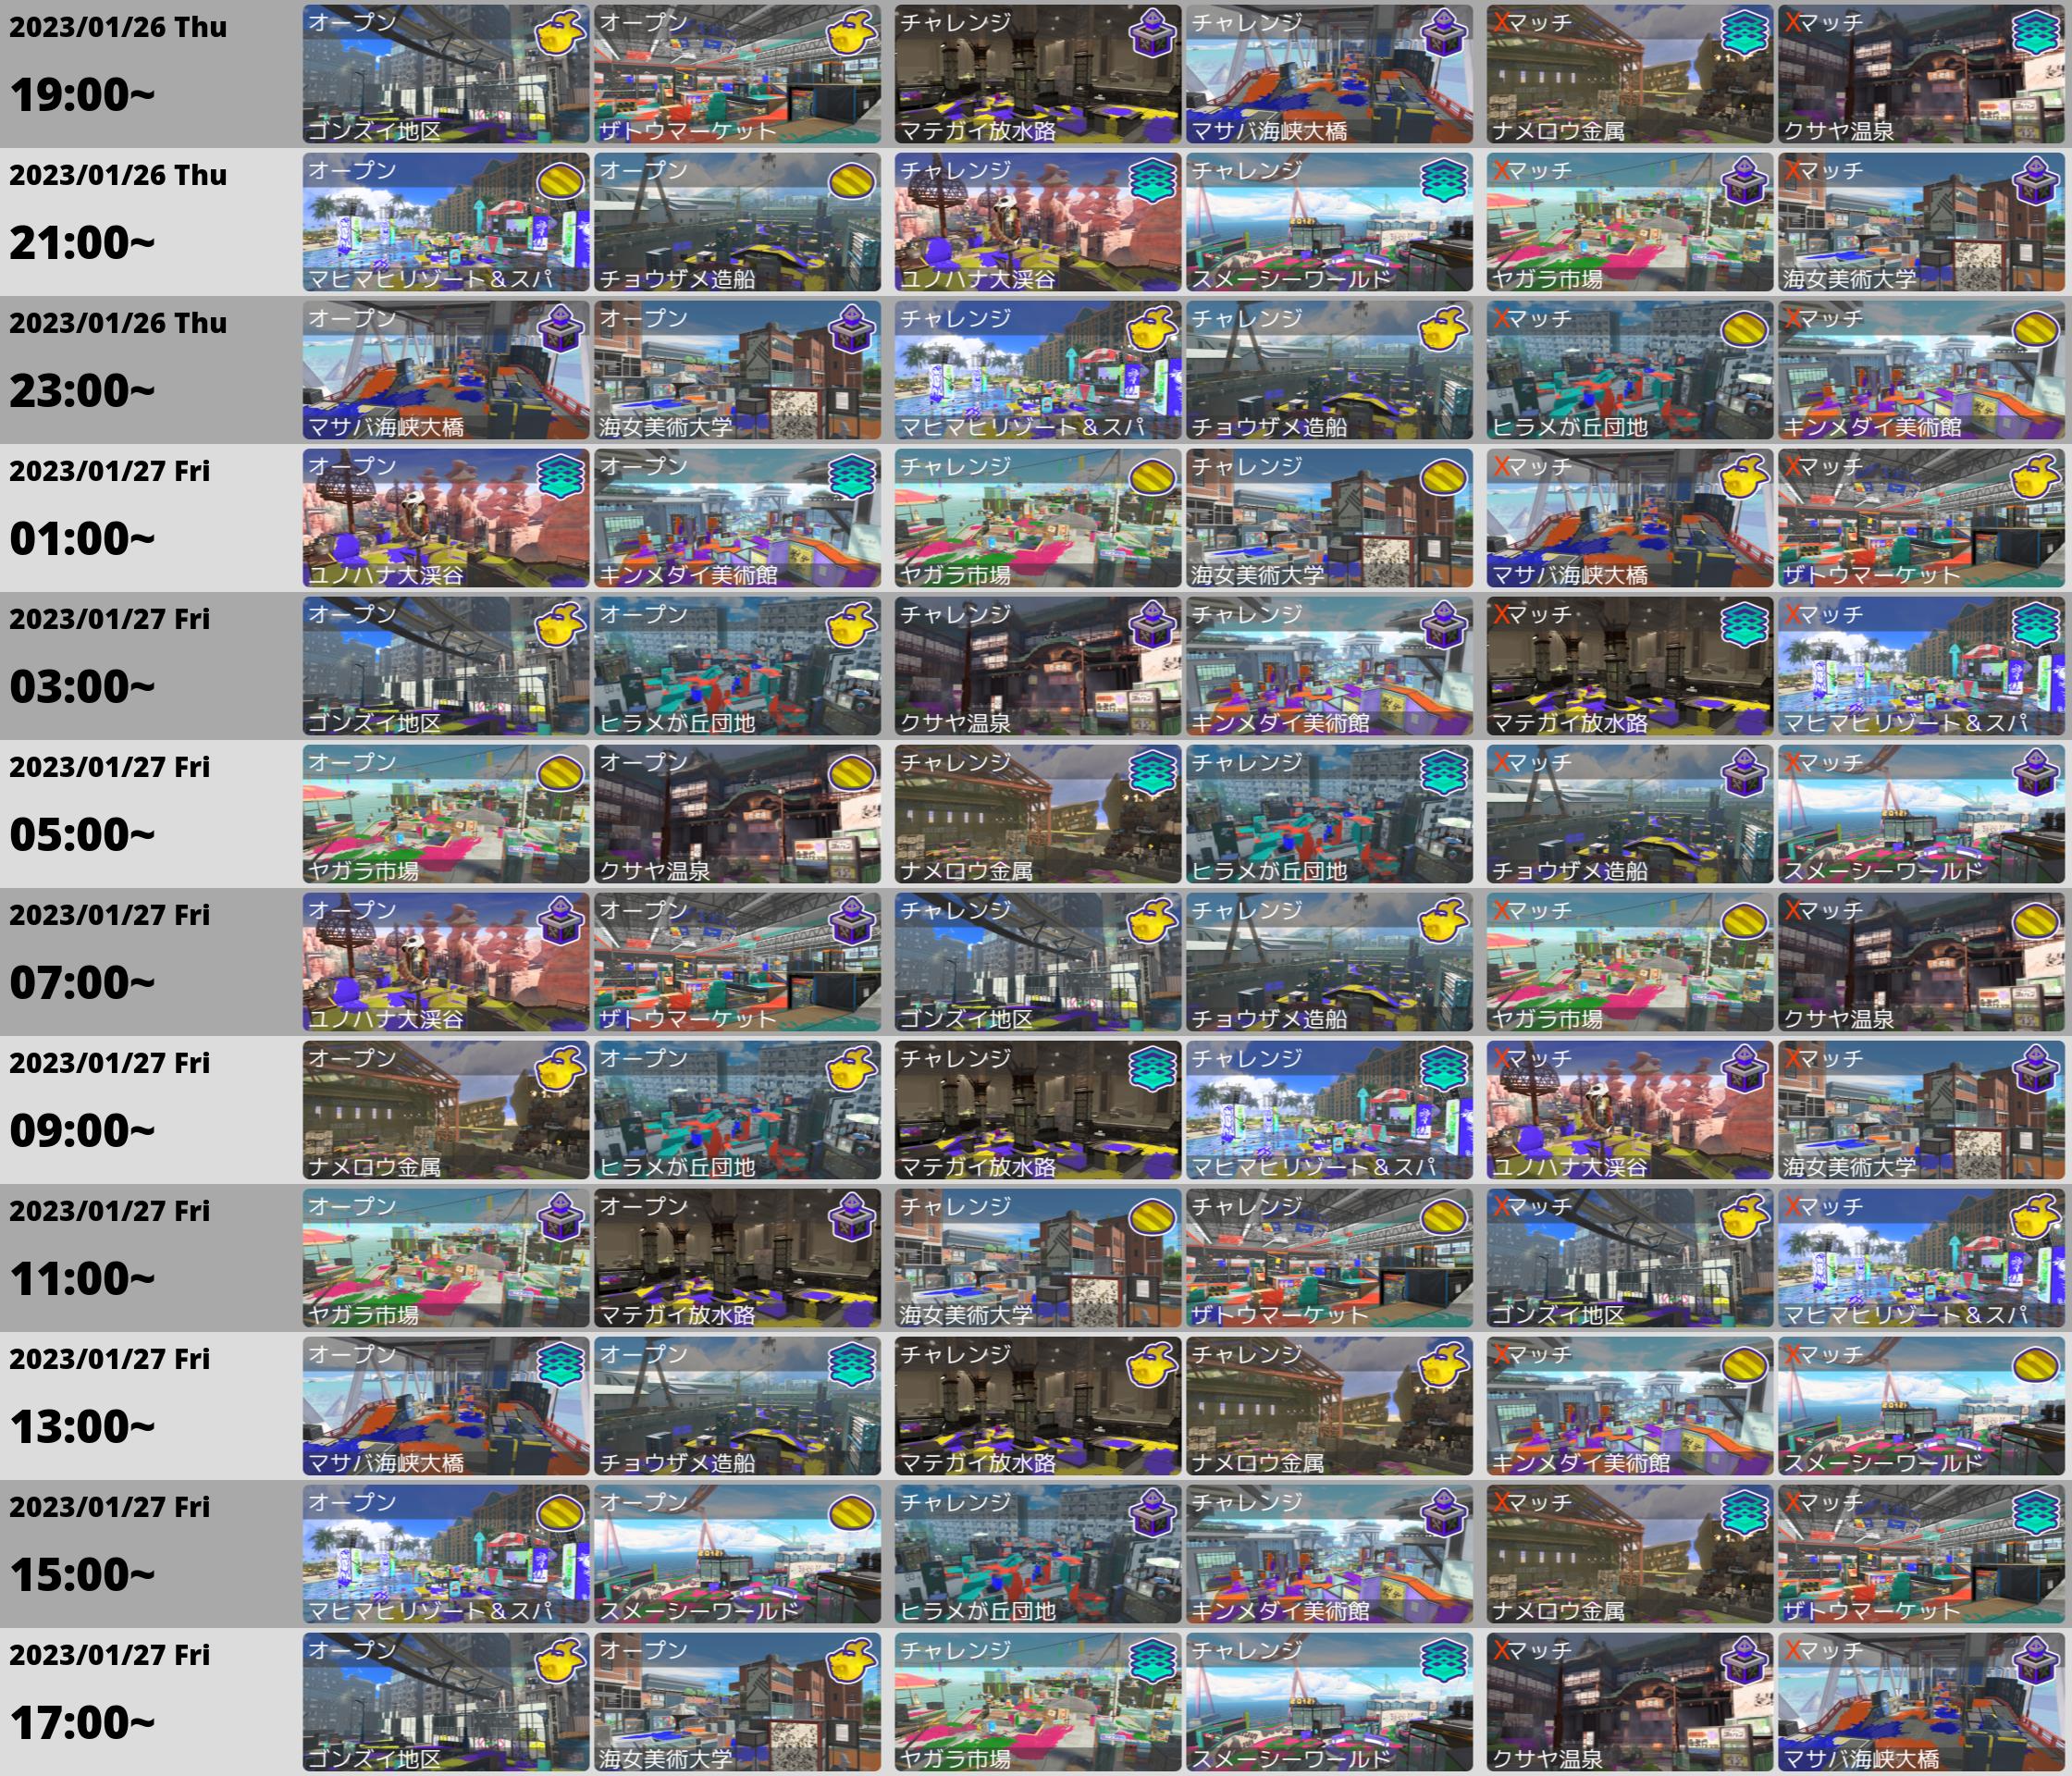 2023/01/26 Thu
19:00~
オープン オープン チャレンジ チャレンジ Xマッチ Xマッチ
ゴンズイ地区 ザトウマーケット マテガイ放水路 マサバ海峡大橋 ナメロウ金属 クサヤ温泉
2023/01/26 Thu
21:00~
オープン オープン チャレンジ チャレンジ Xマッチ Xマッチ
マヒマヒリゾート&スパ チョウザメ造船 ユノハナ大渓谷 スメーシーワールド ヤガラ市場 海女美術大学
2023/01/26 Thu
23:00~
オープン オープン チャレンジ チャレンジ Xマッチ Xマッチ
マサバ海峡大橋 海女美術大学 マヒマヒリゾート&スパ チョウザメ造船 ヒラメが丘団地 キンメダイ美術館
2023/01/27 Fri
01:00~
オープン オープン チャレンジ チャレンジ Xマッチ Xマッチ
ユノハナ大渓谷 キンメダイ美術館 ヤガラ市場 海女美術大学 マサバ海峡大橋 ザトウマーケット
2023/01/27 Fri
03:00~
オープン オープン チャレンジ チャレンジ Xマッチ Xマッチ
ゴンズイ地区 ヒラメが丘団地 クサヤ温泉 キンメダイ美術館 マテガイ放水路 マヒマヒリゾート&スパ
2023/01/27 Fri
05:00~
オープン オープン チャレンジ チャレンジ Xマッチ Xマッチ
ヤガラ市場 クサヤ温泉 ナメロウ金属 ヒラメが丘団地 チョウザメ造船 スメーシーワールド
2023/01/27 Fri
07:00~
オープン オープン チャレンジ チャレンジ Xマッチ Xマッチ
ユノハナ大渓谷 ザトウマーケット ゴンズイ地区 チョウザメ造船 ヤガラ市場 クサヤ温泉
2023/01/27 Fri
09:00~
オープン オープン チャレンジ チャレンジ Xマッチ Xマッチ
ナメロウ金属 ヒラメが丘団地 マテガイ放水路 マヒマヒリゾート&スパ ユノハナ大渓谷 海女美術大学
2023/01/27 Fri
11:00~
オープン オープン チャレンジ チャレンジ Xマッチ Xマッチ
ヤガラ市場 マテガイ放水路 海女美術大学 ザトウマーケット ゴンズイ地区 マヒマヒリゾート&スパ
2023/01/27 Fri
13:00~
オープン オープン チャレンジ チャレンジ Xマッチ Xマッチ
マサバ海峡大橋 チョウザメ造船 マテガイ放水路 ナメロウ金属 キンメダイ美術館 スメーシーワールド
2023/01/27 Fri
15:00~
オープン オープン チャレンジ チャレンジ Xマッチ Xマッチ
マヒマヒリゾート&スパ スメーシーワールド ヒラメが丘団地 キンメダイ美術館 ナメロウ金属 ザトウマーケット
2023/01/27 Fri
17:00~
オープン オープン チャレンジ チャレンジ Xマッチ Xマッチ
ゴンズイ地区 海女美術大学 ヤガラ市場 スメーシーワールド クサヤ温泉 マサバ海峡大橋